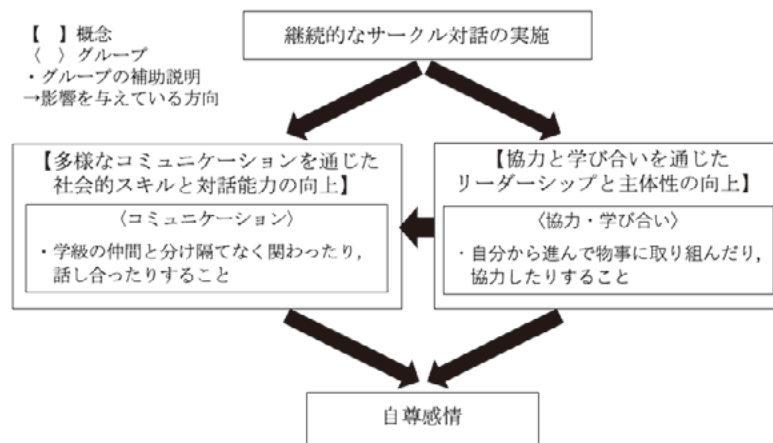 【　】概念
〈　〉グループ
・グループの補助説明
→影響を与えている方向
継続的なサークル対話の実施
【多様なコミュニケーションを通じた
社会的スキルと対話能力の向上】
〈コミュニケーション〉
・学級の仲間と分け隔てなく関わったり，
話し合ったりすること
【協力と学び合いを通じた
リーダーシップと主体性の向上】
〈協力・学び合い〉
・自分から進んで物事に取り組んだり，
協力したりすること
自尊感情